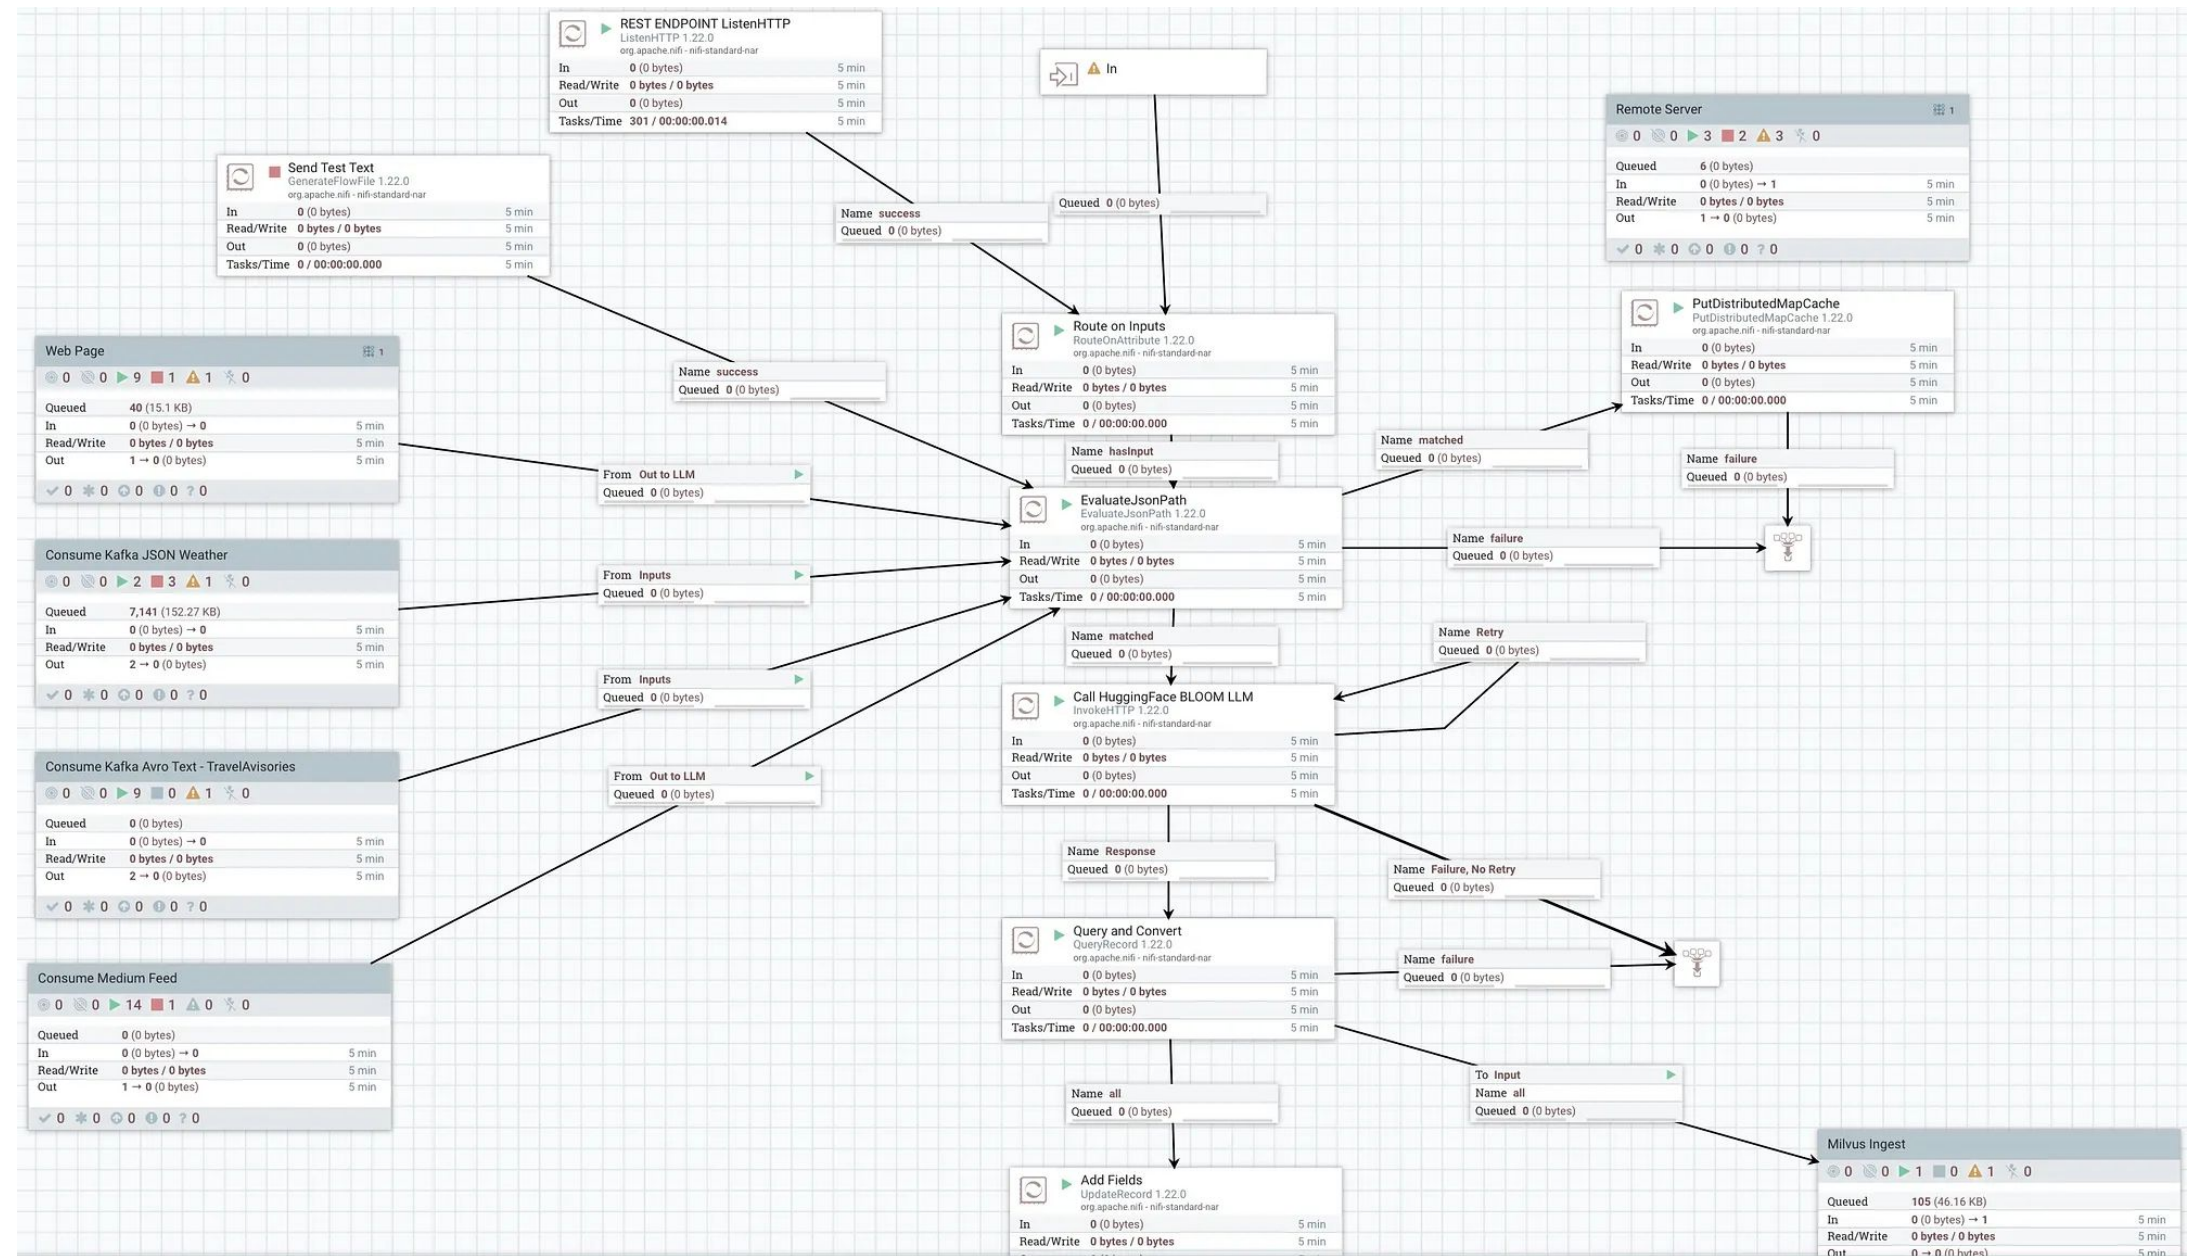 REST ENDPOINT ListenHTTP
ListenHTTP 1.22.0
org.apache.nifi - nifi-standard-nar
In 0 (0 bytes) 5 min
Read/Write 0 bytes / 0 bytes 5 min
Out 0 (0 bytes) 5 min
Tasks/Time 301 / 00:00:00.014 5 min
In
Remote Server 1
0 0 3 2 3 0
Queued 6 (0 bytes)
In 0 (0 bytes) → 1 5 min
Read/Write 0 bytes / 0 bytes 5 min
Out 1 → 0 (0 bytes) 5 min
0 0 0 0 ? 0
Send Test Text
GenerateFlowFile 1.22.0
org.apache.nifi - nifi-standard-nar
In 0 (0 bytes) 5 min
Read/Write 0 bytes / 0 bytes 5 min
Out 0 (0 bytes) 5 min
Tasks/Time 0 / 00:00:00.000 5 min
Name success
Queued 0 (0 bytes)
Queued 0 (0 bytes)
Route on Inputs
RouteOnAttribute 1.22.0
org.apache.nifi - nifi-standard-nar
In 0 (0 bytes) 5 min
Read/Write 0 bytes / 0 bytes 5 min
Out 0 (0 bytes) 5 min
Tasks/Time 0 / 00:00:00.000 5 min
PutDistributedMapCache
PutDistributedMapCache 1.22.0
org.apache.nifi - nifi-standard-nar
In 0 (0 bytes) 5 min
Read/Write 0 bytes / 0 bytes 5 min
Out 0 (0 bytes) 5 min
Tasks/Time 0 / 00:00:00.000 5 min
Web Page 1
0 0 9 1 1 0
Queued 40 (15.1 KB)
In 0 (0 bytes) → 0 5 min
Read/Write 0 bytes / 0 bytes 5 min
Out 1 → 0 (0 bytes) 5 min
0 0 0 0 ? 0
Name success
Queued 0 (0 bytes)
Name hasInput
Queued 0 (0 bytes)
Name matched
Queued 0 (0 bytes)
Name failure
Queued 0 (0 bytes)
From Out to LLM
Queued 0 (0 bytes)
EvaluateJsonPath
EvaluateJsonPath 1.22.0
org.apache.nifi - nifi-standard-nar
In 0 (0 bytes) 5 min
Read/Write 0 bytes / 0 bytes 5 min
Out 0 (0 bytes) 5 min
Tasks/Time 0 / 00:00:00.000 5 min
Name failure
Queued 0 (0 bytes)
Consume Kafka JSON Weather
0 0 2 3 1 0
Queued 7,141 (152.27 KB)
In 0 (0 bytes) → 0 5 min
Read/Write 0 bytes / 0 bytes 5 min
Out 2 → 0 (0 bytes) 5 min
0 0 0 0 ? 0
From Inputs
Queued 0 (0 bytes)
Name matched
Queued 0 (0 bytes)
Name Retry
Queued 0 (0 bytes)
From Inputs
Queued 0 (0 bytes)
Call HuggingFace BLOOM LLM
InvokeHTTP 1.22.0
org.apache.nifi - nifi-standard-nar
In 0 (0 bytes) 5 min
Read/Write 0 bytes / 0 bytes 5 min
Out 0 (0 bytes) 5 min
Tasks/Time 0 / 00:00:00.000 5 min
Consume Kafka Avro Text - TravelAvisories
0 0 9 0 1 0
Queued 0 (0 bytes)
In 0 (0 bytes) → 0 5 min
Read/Write 0 bytes / 0 bytes 5 min
Out 2 → 0 (0 bytes) 5 min
0 0 0 0 ? 0
From Out to LLM
Queued 0 (0 bytes)
Name Response
Queued 0 (0 bytes)
Name Failure, No Retry
Queued 0 (0 bytes)
Query and Convert
QueryRecord 1.22.0
org.apache.nifi - nifi-standard-nar
In 0 (0 bytes) 5 min
Read/Write 0 bytes / 0 bytes 5 min
Out 0 (0 bytes) 5 min
Tasks/Time 0 / 00:00:00.000 5 min
Name failure
Queued 0 (0 bytes)
Consume Medium Feed
0 0 14 1 0 0
Queued 0 (0 bytes)
In 0 (0 bytes) → 0 5 min
Read/Write 0 bytes / 0 bytes 5 min
Out 1 → 0 (0 bytes) 5 min
0 0 0 0 ? 0
Name all
Queued 0 (0 bytes)
To Input
Name all
Queued 0 (0 bytes)
Add Fields
UpdateRecord 1.22.0
org.apache.nifi - nifi-standard-nar
In 0 (0 bytes) 5 min
Read/Write 0 bytes / 0 bytes 5 min
Milvus Ingest
0 0 1 0 1 0
Queued 105 (46.16 KB)
In 0 (0 bytes) → 1 5 min
Read/Write 0 bytes / 0 bytes 5 min
Out 0 → 0 (0 bytes) 5 min